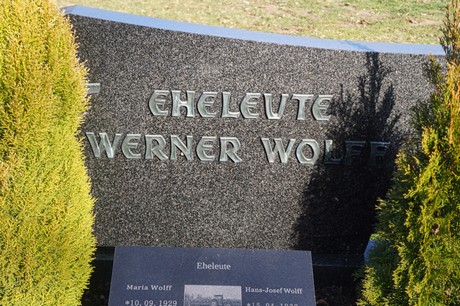 EHELEUTE
WERNER WOLFF
Eheleute
Maria Wolff Hans-Josef Wolff
*10.09.1929